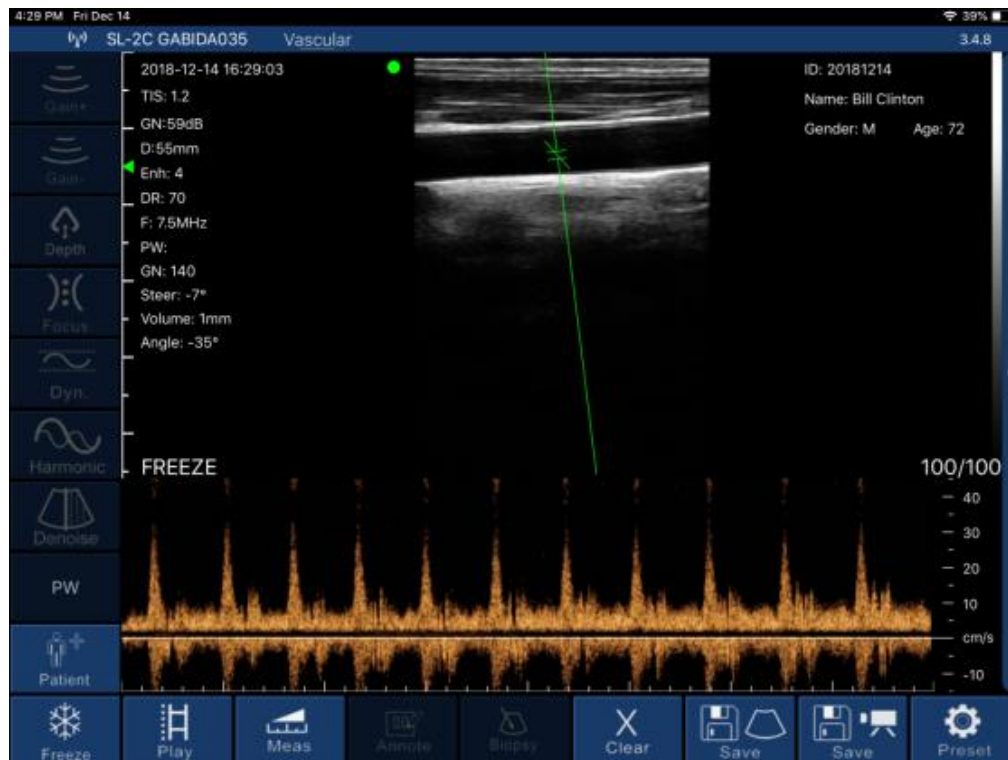 4:29 PM Fri Dec 14
39%
SL-2C GABIDA035 Vascular
3.4.8
2018-12-14 16:29:03
TIS: 1.2
GN:59dB
D:55mm
Enh: 4
DR: 70
F: 7.5MHz
PW:
GN: 140
Steer: -7°
Volume: 1mm
Angle: -35°
ID: 20181214
Name: Bill Clinton
Gender: M Age: 72
Gain+
Gain-
Depth
Focus
Dyn.
Harmonic
Denoise
PW
Patient
FREEZE
100/100
40
30
20
10
cm/s
-10
Freeze
Play
Meas
Annote
Biopsy
Clear
Save
Save
Preset